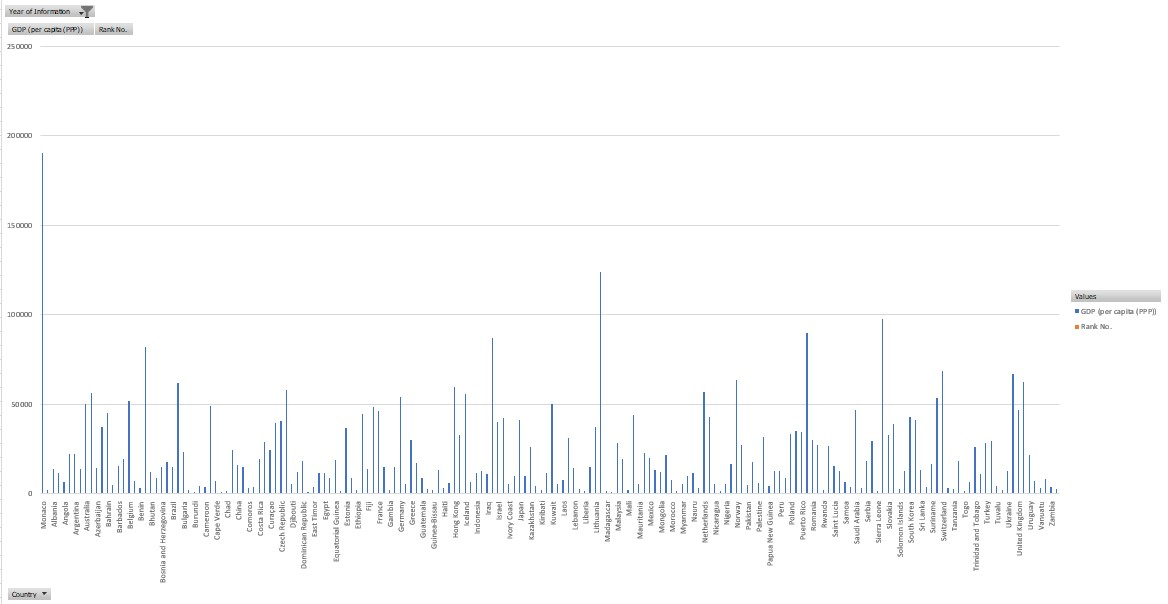 Year of Information
GDP (per capita (PPP)) Rank No.
250000
200000
150000
100000
50000
0
Monaco
Albania
Angola
Argentina
Australia
Azerbaijan
Bahrain
Barbados
Belgium
Benin
Bhutan
Bosnia and Herzegovina
Brazil
Bulgaria
Burundi
Cameroon
Cape Verde
Chad
China
Comoros
Costa Rica
Curaçao
Czech Republic
Djibouti
Dominican Republic
East Timor
Egypt
Equatorial Guinea
Estonia
Ethiopia
Fiji
France
Gambia
Germany
Greece
Guatemala
Guinea-Bissau
Haiti
Hong Kong
Iceland
Indonesia
Iraq
Israel
Ivory Coast
Japan
Kazakhstan
Kiribati
Kuwait
Laos
Lebanon
Liberia
Lithuania
Madagascar
Malaysia
Mali
Mauritania
Mexico
Mongolia
Morocco
Myanmar
Nauru
Netherlands
Nicaragua
Nigeria
Norway
Pakistan
Palestine
Papua New Guinea
Peru
Poland
Puerto Rico
Romania
Rwanda
Saint Lucia
Samoa
Saudi Arabia
Serbia
Sierra Leone
Slovakia
Solomon Islands
South Korea
Sri Lanka
Suriname
Switzerland
Tanzania
Togo
Trinidad and Tobago
Turkey
Tuvalu
Ukraine
United Kingdom
Uruguay
Vanuatu
Zambia
Values
GDP (per capita (PPP))
Rank No.
Country